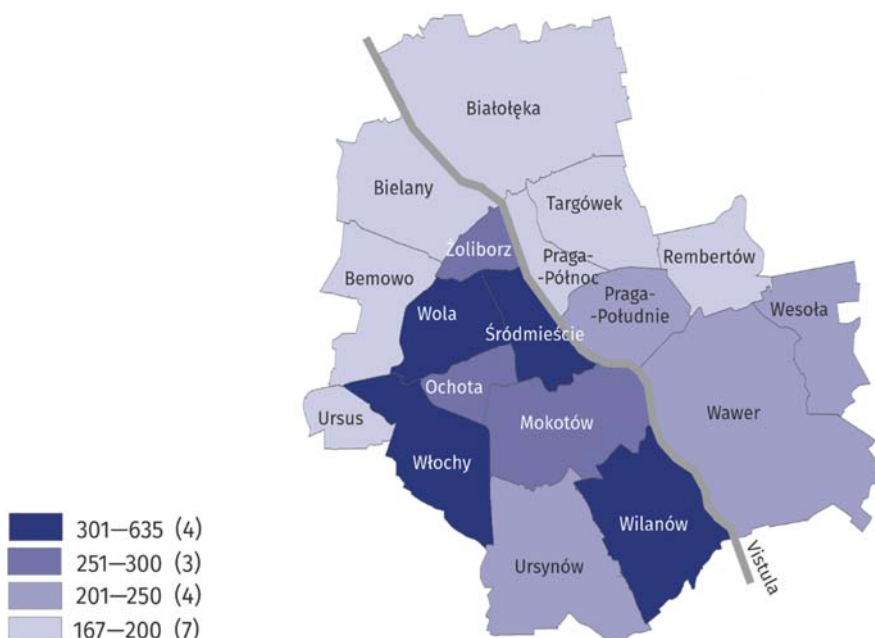 Białołęka
Bielany
Targówek
Żoliborz
Praga-
-Północ
Rembertów
Bemowo
Praga-
-Południe
Wesoła
Wola
Śródmieście
Ochota
Ursus
Mokotów
Wawer
Włochy
Wilanów
Ursynów
Vistula
301—635 (4)
251—300 (3)
201—250 (4)
167—200 (7)